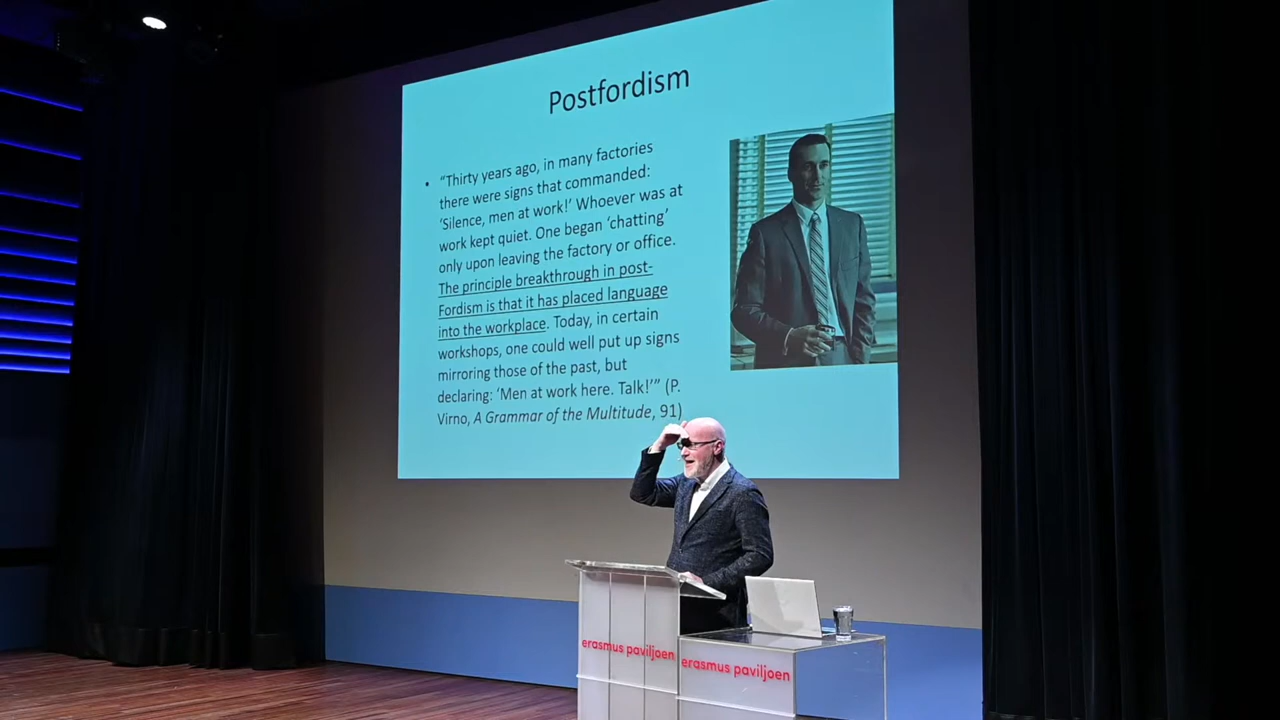 Postfordism
• “Thirty years ago, in many factories
there were signs that commanded:
‘Silence, men at work!’ Whoever was at
work kept quiet. One began ‘chatting’
only upon leaving the factory or office.
The principle breakthrough in post-
Fordism is that it has placed language
into the workplace. Today, in certain
workshops, one could well put up signs
mirroring those of the past, but
declaring: ‘Men at work here. Talk!’” (P.
Virno, A Grammar of the Multitude, 91)
erasmus paviljoen
erasmus paviljoen